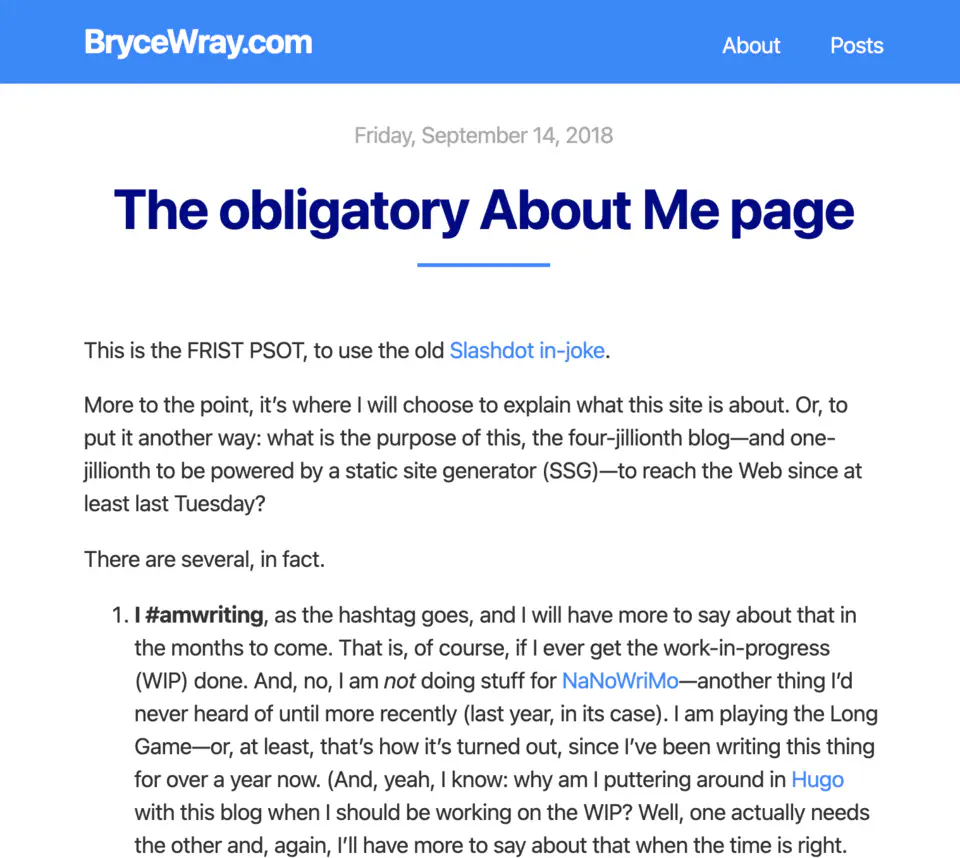 BryceWray.com
About Posts
Friday, September 14, 2018
The obligatory About Me page
This is the FRIST PSOT, to use the old Slashdot in-joke.
More to the point, it’s where I will choose to explain what this site is about. Or, to
put it another way: what is the purpose of this, the four-jillionth blog—and one-
jillionth to be powered by a static site generator (SSG)—to reach the Web since at
least last Tuesday?
There are several, in fact.
1. I #amwriting, as the hashtag goes, and I will have more to say about that in
the months to come. That is, of course, if I ever get the work-in-progress
(WIP) done. And, no, I am not doing stuff for NaNoWriMo—another thing I’d
never heard of until more recently (last year, in its case). I am playing the Long
Game—or, at least, that’s how it’s turned out, since I’ve been writing this thing
for over a year now. (And, yeah, I know: why am I puttering around in Hugo
with this blog when I should be working on the WIP? Well, one actually needs
the other and, again, I’ll have more to say about that when the time is right.